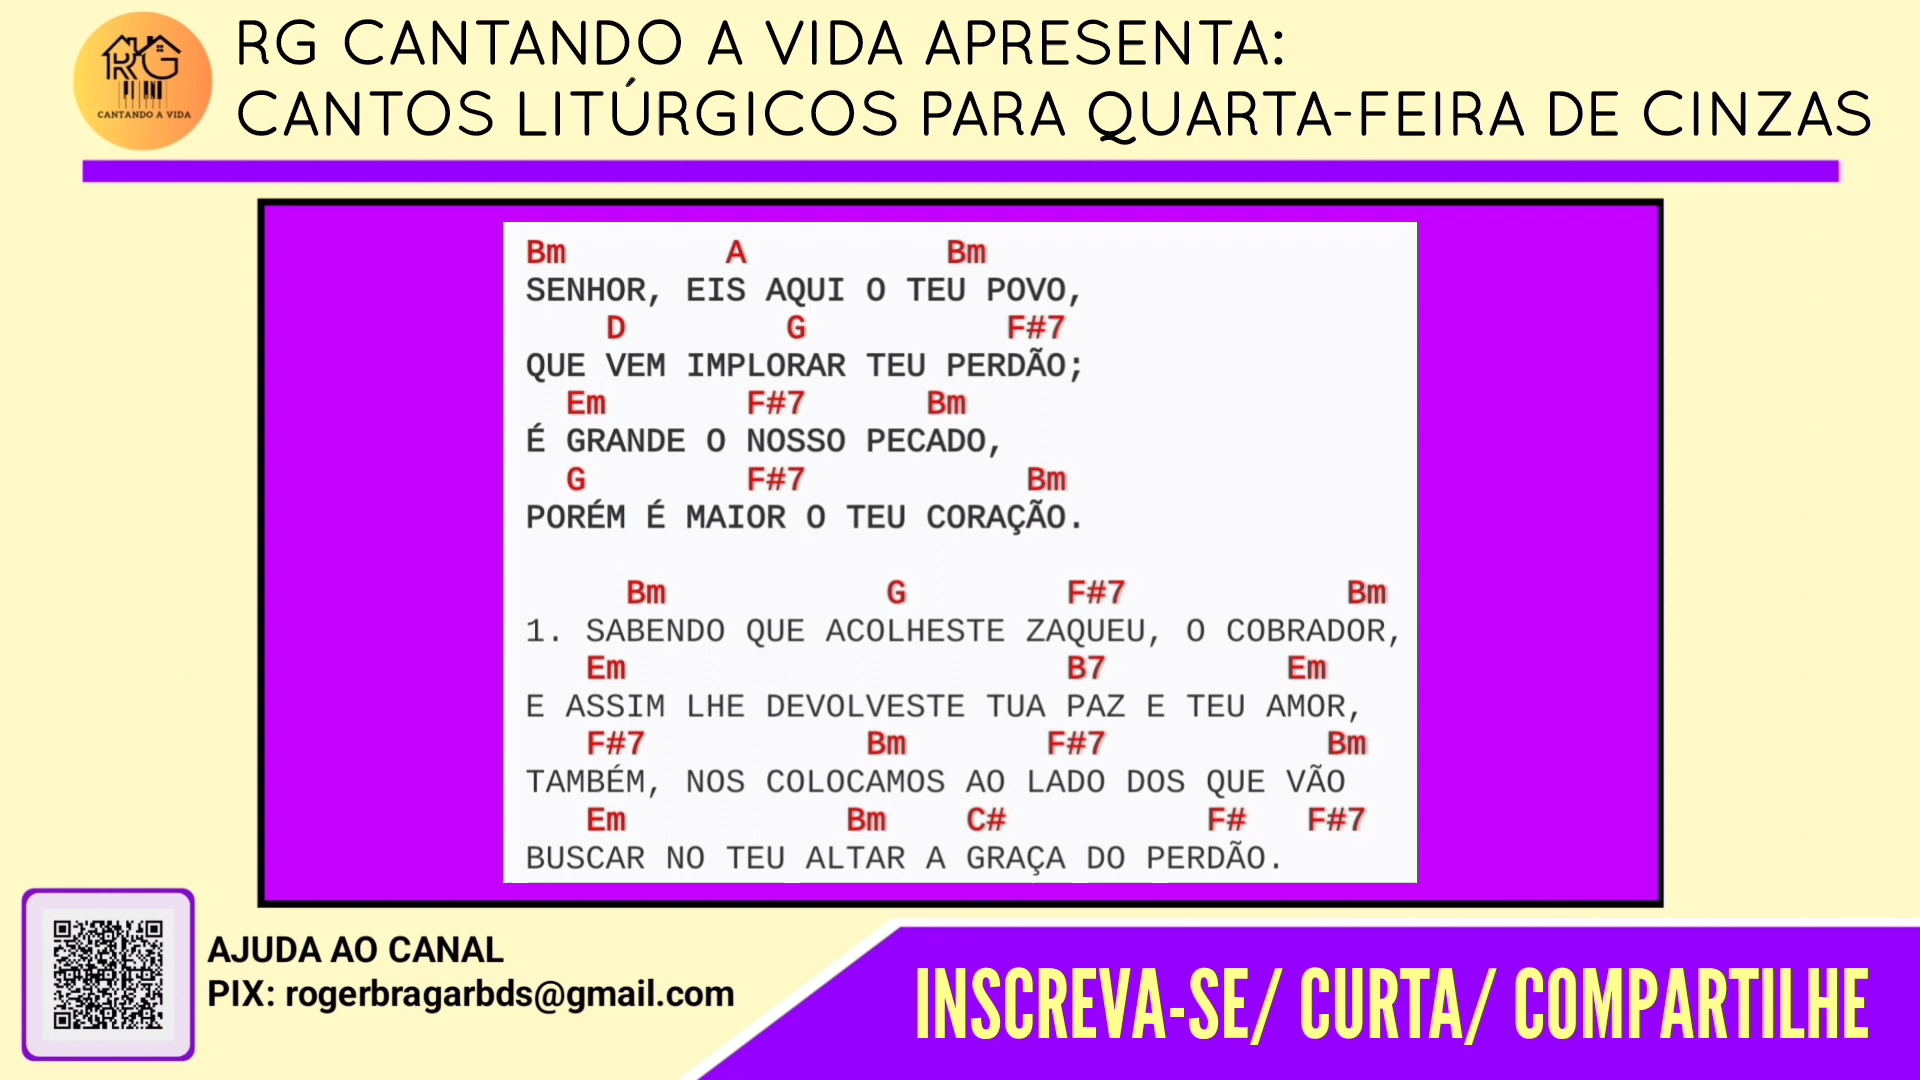 RG
CANTANDO A VIDA
RG CANTANDO A VIDA APRESENTA:
CANTOS LITÚRGICOS PARA QUARTA-FEIRA DE CINZAS
Bm        A          Bm
SENHOR, EIS AQUI O TEU POVO,
    D        G          F#7
QUE VEM IMPLORAR TEU PERDÃO;
  Em       F#7      Bm
É GRANDE O NOSSO PECADO,
  G        F#7           Bm
PORÉM É MAIOR O TEU CORAÇÃO.
     Bm           G        F#7           Bm
1. SABENDO QUE ACOLHESTE ZAQUEU, O COBRADOR,
   Em                      B7         Em
E ASSIM LHE DEVOLVESTE TUA PAZ E TEU AMOR,
   F#7           Bm       F#7           Bm
TAMBÉM, NOS COLOCAMOS AO LADO DOS QUE VÃO
   Em           Bm    C#          F#   F#7
BUSCAR NO TEU ALTAR A GRAÇA DO PERDÃO.
AJUDA AO CANAL
PIX: rogerbragarbds@gmail.com
INSCREVA-SE/ CURTA/ COMPARTILHE